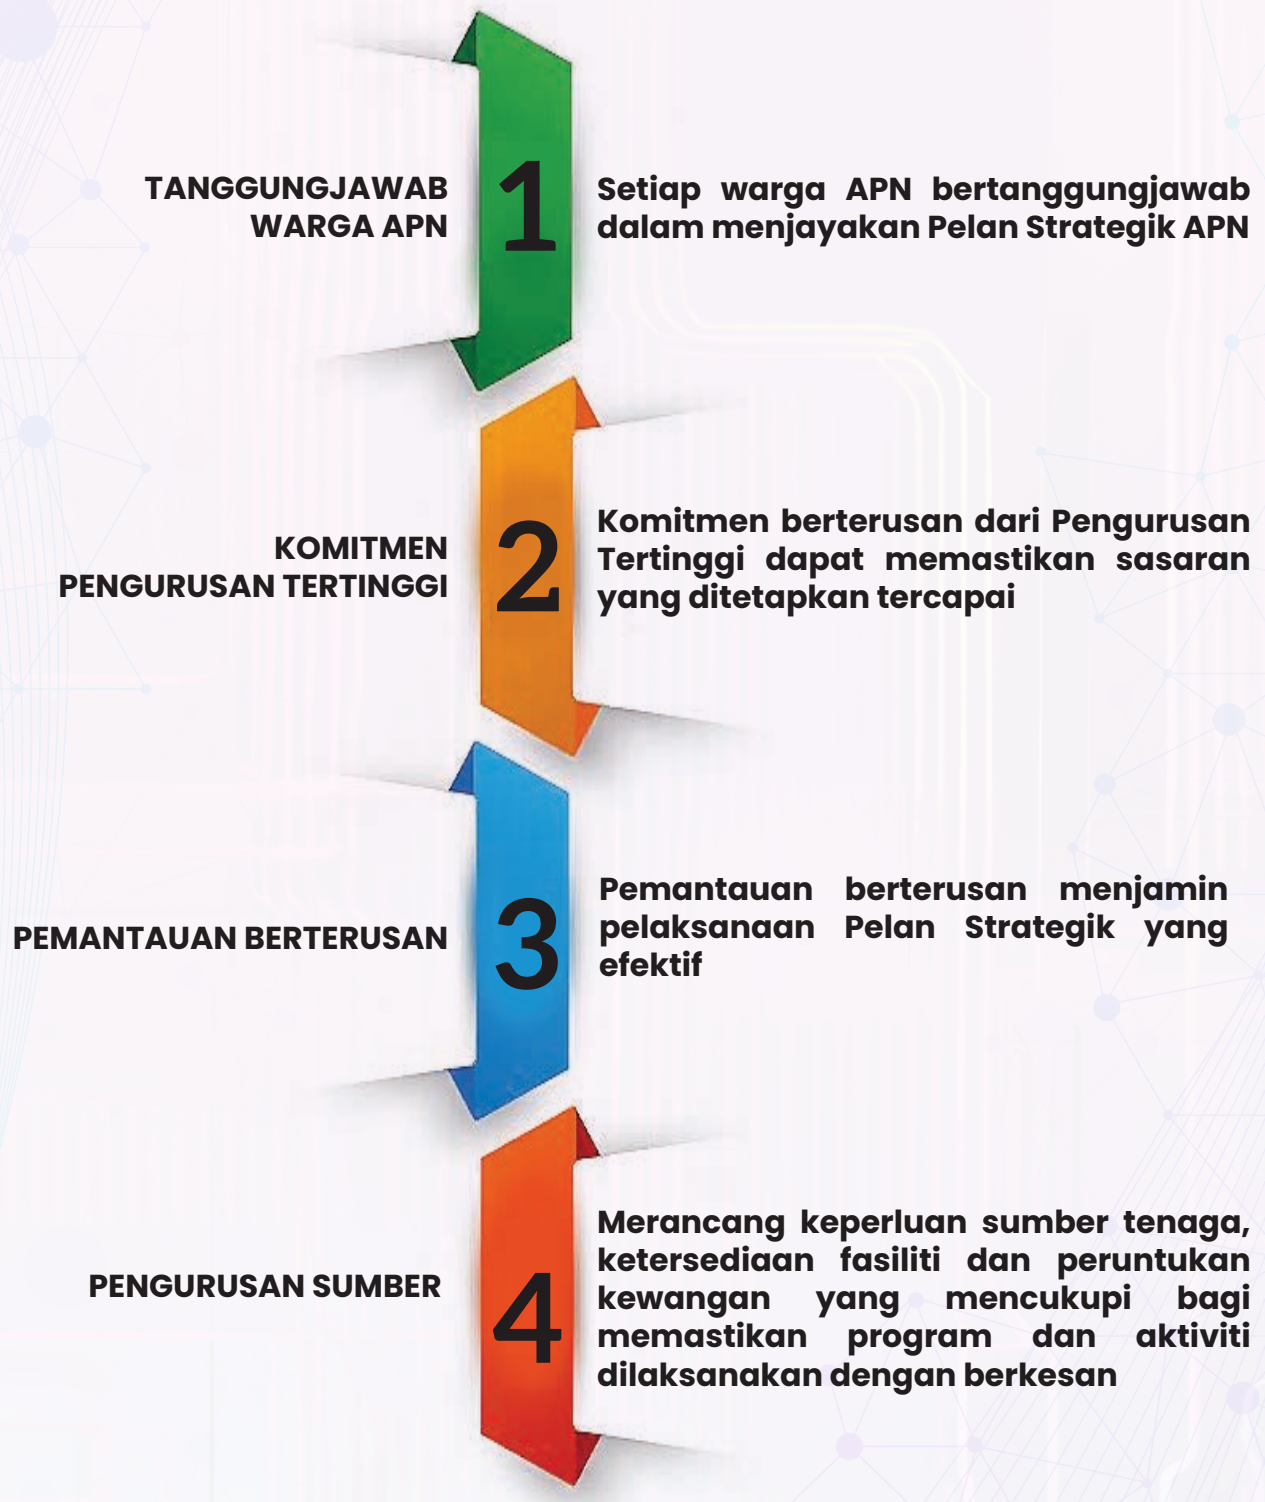 TANGGUNGJAWAB
WARGA APN
1
Setiap warga APN bertanggungjawab
dalam menjayakan Pelan Strategik APN
KOMITMEN
PENGURUSAN TERTINGGI
2
Komitmen berterusan dari Pengurusan
Tertinggi dapat memastikan sasaran
yang ditetapkan tercapai
PEMANTAUAN BERTERUSAN
3
Pemantauan berterusan menjamin
pelaksanaan Pelan Strategik yang
efektif
PENGURUSAN SUMBER
4
Merancang keperluan sumber tenaga,
ketersediaan fasiliti dan peruntukan
kewangan yang mencukupi bagi
memastikan program dan aktiviti
dilaksanakan dengan berkesan